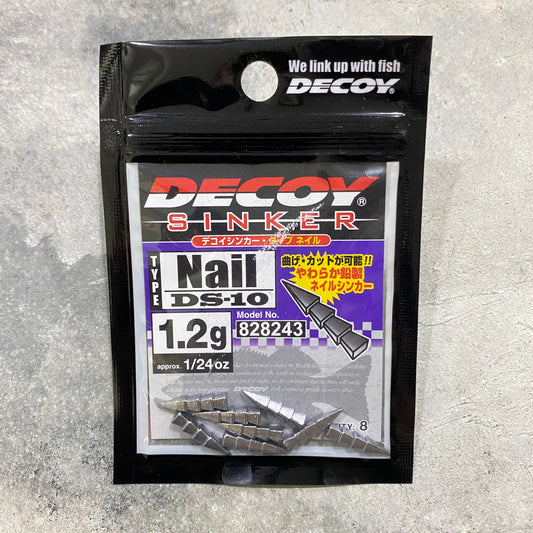 We link up with fish
DECOY®
DECOY®
SINKER
デコイシンカー・タイプ ネイル
TYPE
Nail
DS-10
曲げ・カットが可能!!
やわらか鉛製
ネイルシンカー
1.2g
approx. 1/24oz
Model No.
828243
DECOY
8